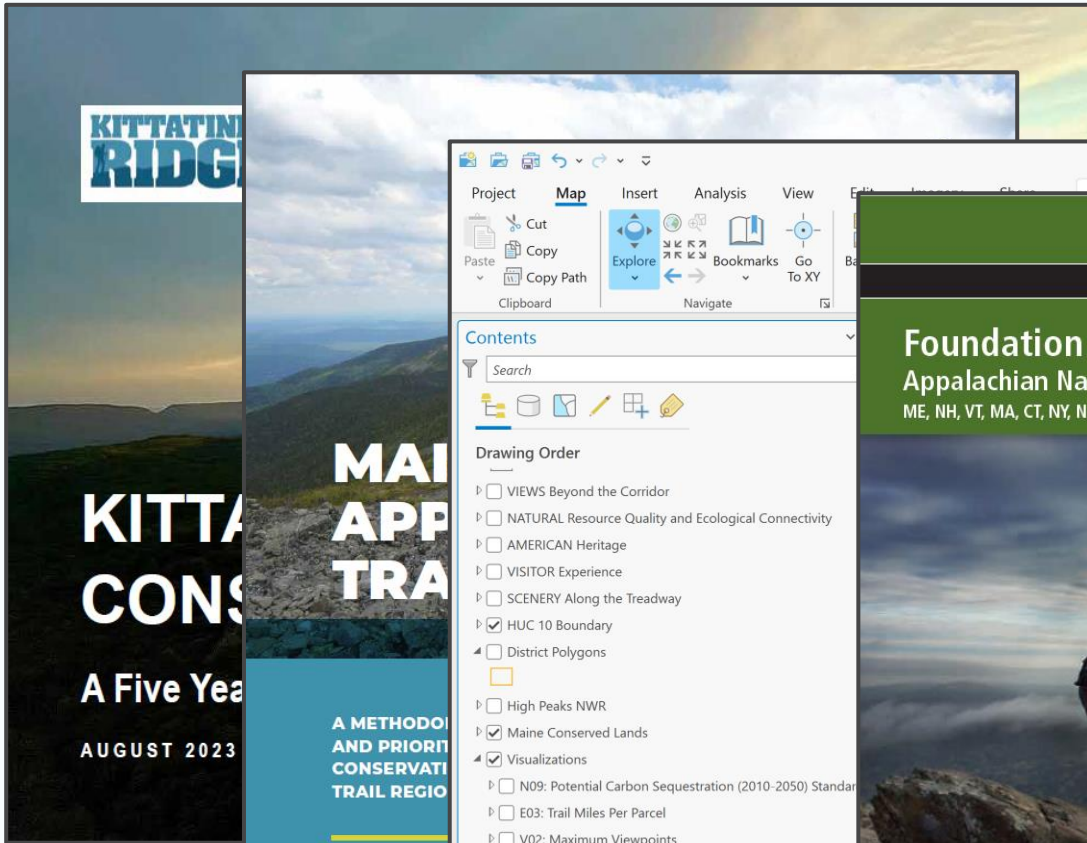 KITTATIN
RIDG
KITTA
CONS
A Five Yea
AUGUST 2023
MAI
APP
TRA
A METHODOL
AND PRIORIT
CONSERVATI
TRAIL REGIO
Project Map Insert Analysis View
Paste
Cut
Copy
Copy Path
Clipboard
Explore
Bookmarks
Go
To XY
Navigate
Ba
Contents
Search
Drawing Order
VIEWS Beyond the Corridor
NATURAL Resource Quality and Ecological Connectivity
AMERICAN Heritage
VISITOR Experience
SCENERY Along the Treadway
HUC 10 Boundary
District Polygons
High Peaks NWR
Maine Conserved Lands
Visualizations
N09: Potential Carbon Sequestration (2010-2050) Standar
E03: Trail Miles Per Parcel
V02: Maximum Viewpoints
Foundation
Appalachian Na
ME, NH, VT, MA, CT, NY, N